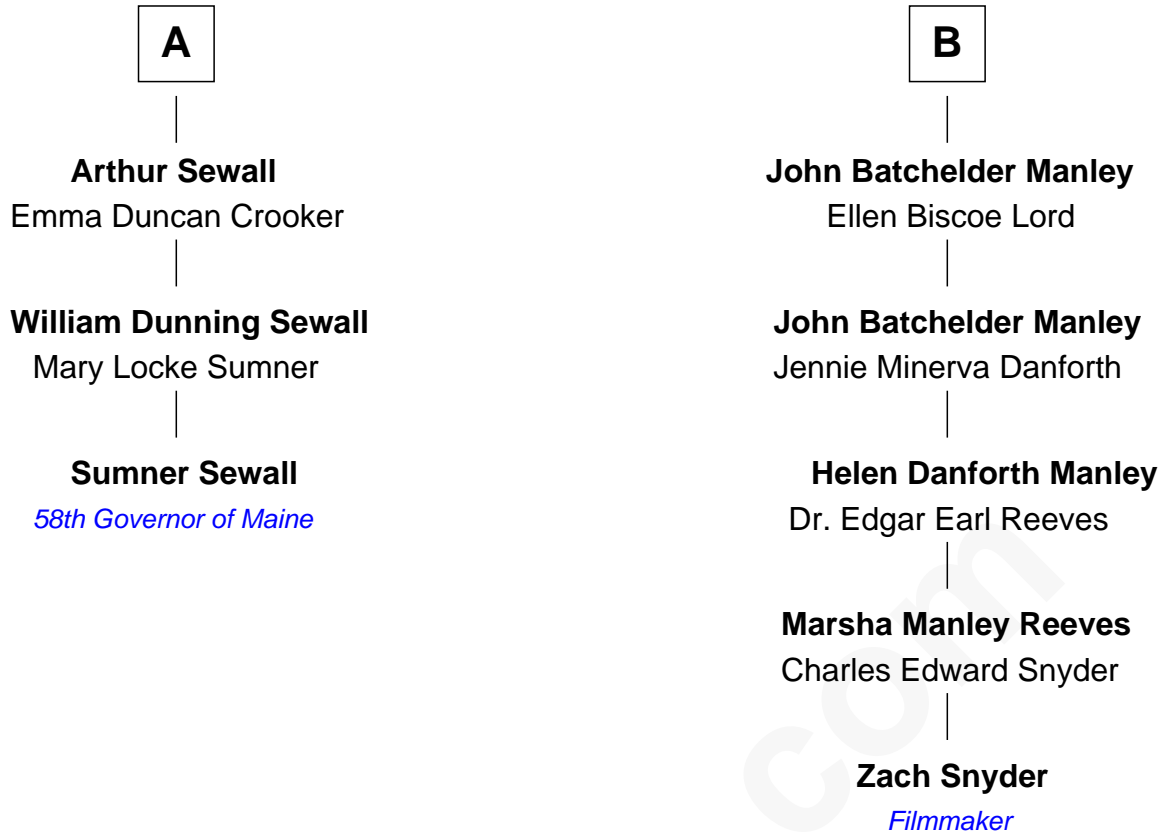 A
Arthur Sewall
Emma Duncan Crooker
William Dunning Sewall
Mary Locke Sumner
Sumner Sewall
58th Governor of Maine
B
John Batchelder Manley
Ellen Biscoe Lord
John Batchelder Manley
Jennie Minerva Danforth
Helen Danforth Manley
Dr. Edgar Earl Reeves
Marsha Manley Reeves
Charles Edward Snyder
Zach Snyder
Filmmaker
com